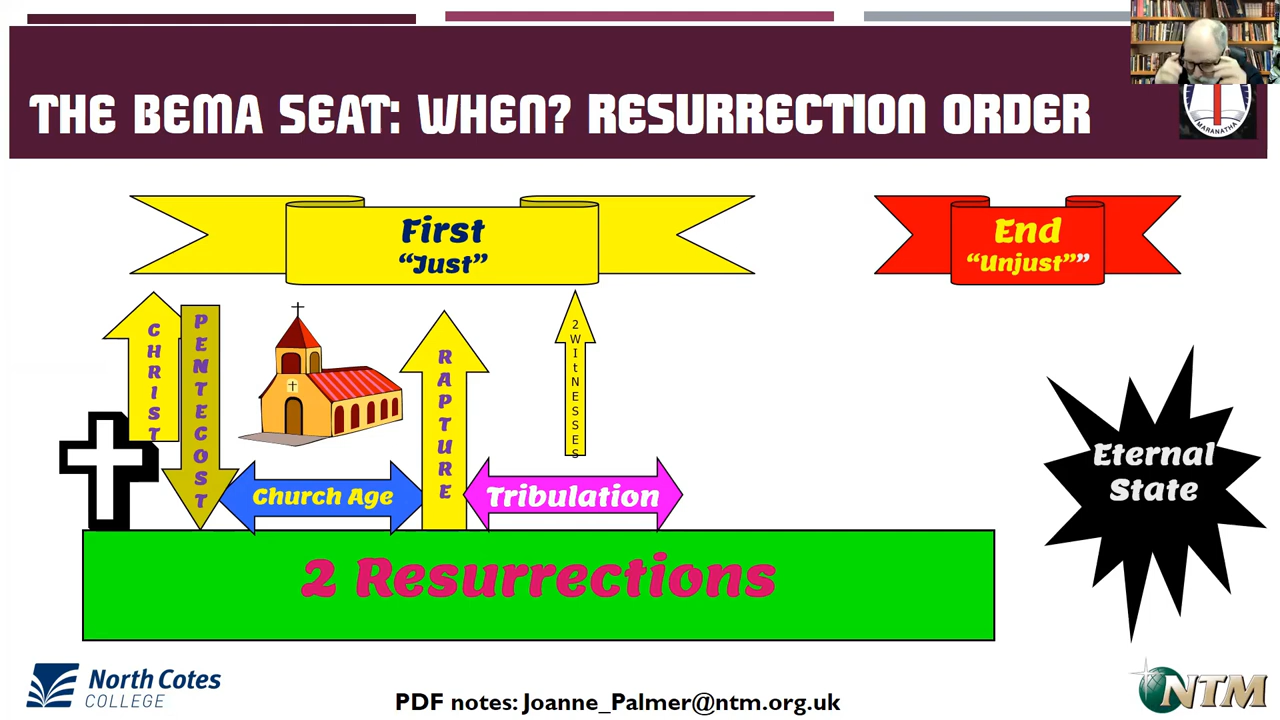 THE BEMA SEAT: WHEN? RESURRECTION ORDER
MARANATHA
First
“Just”
End
“Unjust””
CHRIST
PENTECOST
RAPTURE
2 WItNESSES
Church Age
Tribulation
Eternal
State
2 Resurrections
North Cotes
COLLEGE
PDF notes: Joanne_Palmer@ntm.org.uk
NTM